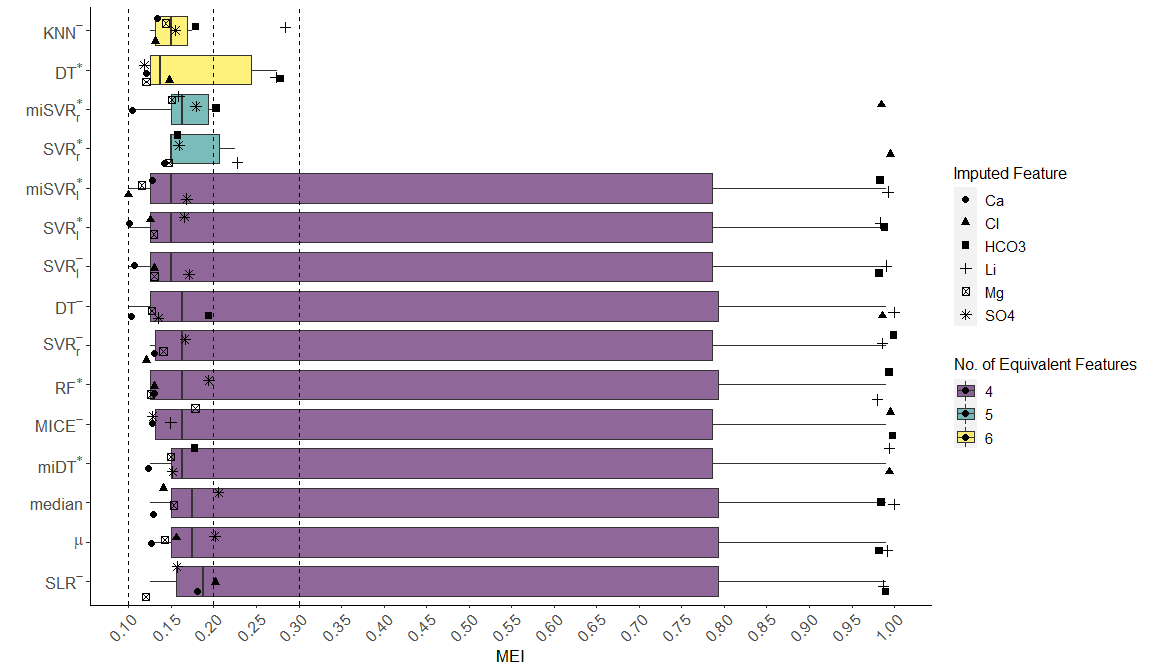 KNN⁻
DT*
miSVRᵣ*
SVRᵣ*
miSVRₗ*
SVRₗ*
SVRₗ⁻
DT⁻
SVRᵣ⁻
RF*
MICE⁻
miDT*
median
μ
SLR⁻
0.10 0.15 0.20 0.25 0.30 0.35 0.40 0.45 0.50 0.55 0.60 0.65 0.70 0.75 0.80 0.85 0.90 0.95 1.00
MEI
Imputed Feature
Ca
Cl
HCO3
Li
Mg
SO4
No. of Equivalent Features
4
5
6